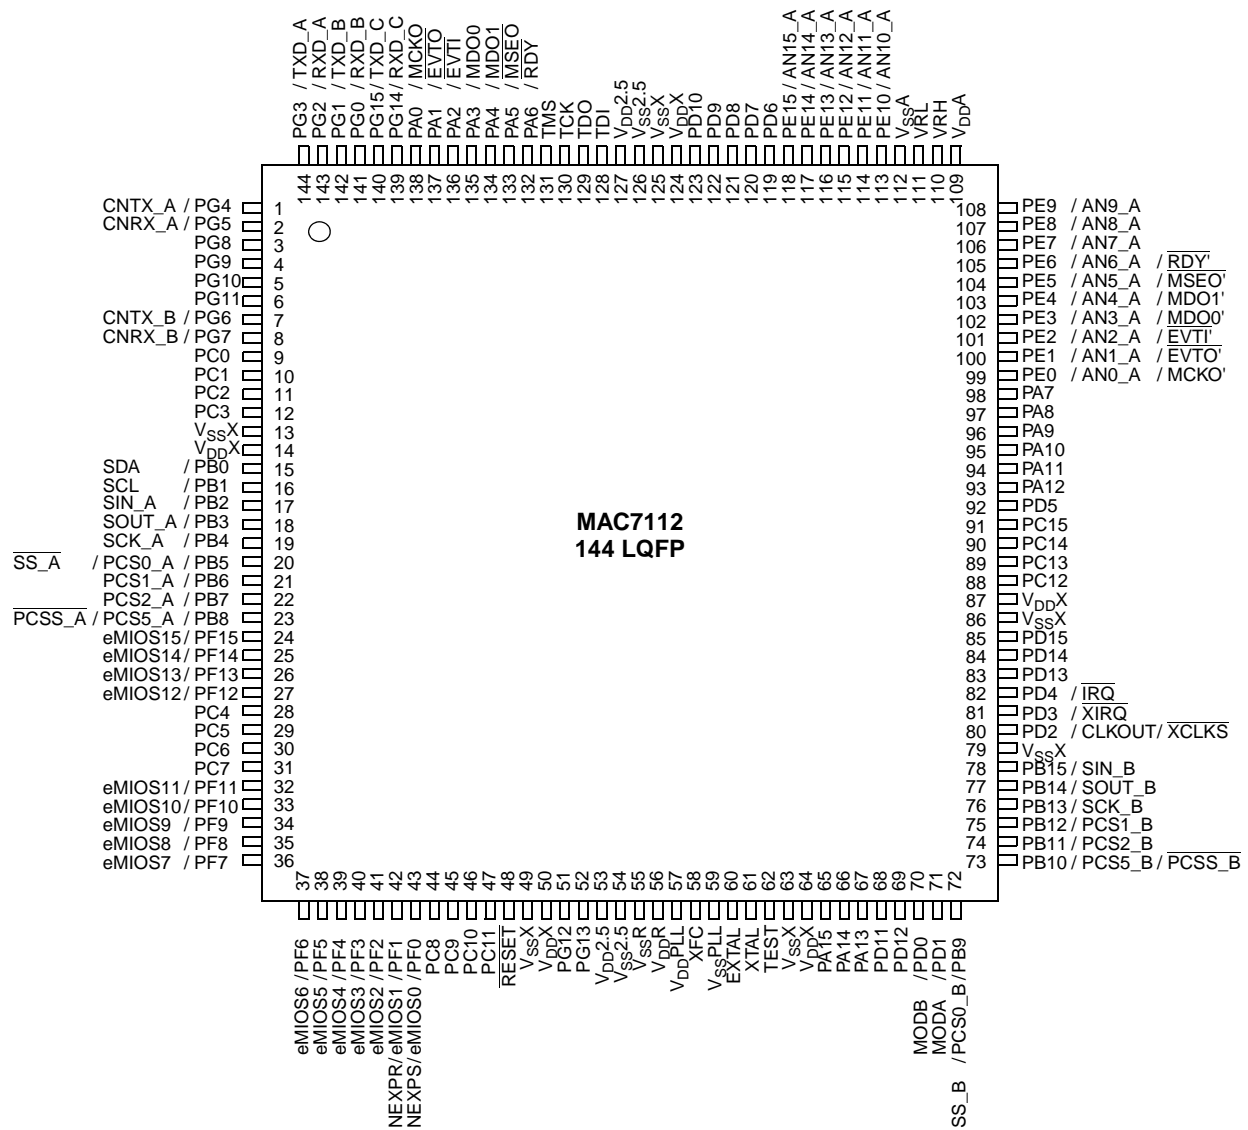 PG3 / TXD_A
PG2 / RXD_A
PG1 / TXD_B
PG0 / RXD_B
PG15 / TXD_C
PG14 / RXD_C
PA0 / MCKO
PA1 / EVTO
PA2 / EVTI
PA3 / MDO0
PA4 / MDO1
PA5 / MSEO
PA6 / RDY
TMS
TCK
TDO
TDI
VDD2.5
VSS2.5
VSSX
VDDX
PD10
PD9
PD8
PD7
PD6
PE15 / AN15_A
PE14 / AN14_A
PE13 / AN13_A
PE12 / AN12_A
PE11 / AN11_A
PE10 / AN10_A
VSSA
VRL
VRH
VDDA
144 143 142 141 140 139 138 137 136 135 134 133 132 131 130 129 128 127 126 125 124 123 122 121 120 119 118 117 116 115 114 113 112 111 110 109
CNTX_A / PG4 1
CNRX_A / PG5 2
PG8 3
PG9 4
PG10 5
PG11 6
CNTX_B / PG6 7
CNRX_B / PG7 8
PC0 9
PC1 10
PC2 11
PC3 12
VSSX 13
VDDX 14
SDA / PB0 15
SCL / PB1 16
SIN_A / PB2 17
SOUT_A / PB3 18
SCK_A / PB4 19
SS_A / PCS0_A / PB5 20
PCS1_A / PB6 21
PCS2_A / PB7 22
PCSS_A / PCS5_A / PB8 23
eMIOS15 / PF15 24
eMIOS14 / PF14 25
eMIOS13 / PF13 26
eMIOS12 / PF12 27
PC4 28
PC5 29
PC6 30
PC7 31
eMIOS11 / PF11 32
eMIOS10 / PF10 33
eMIOS9 / PF9 34
eMIOS8 / PF8 35
eMIOS7 / PF7 36
MAC7112
144 LQFP
108 PE9 / AN9_A
107 PE8 / AN8_A
106 PE7 / AN7_A
105 PE6 / AN6_A / RDY'
104 PE5 / AN5_A / MSEO'
103 PE4 / AN4_A / MDO1'
102 PE3 / AN3_A / MDO0'
101 PE2 / AN2_A / EVTI'
100 PE1 / AN1_A / EVTO'
99 PE0 / AN0_A / MCKO'
98 PA7
97 PA8
96 PA9
95 PA10
94 PA11
93 PA12
92 PD5
91 PC15
90 PC14
89 PC13
88 PC12
87 VDDX
86 VSSX
85 PD15
84 PD14
83 PD13
82 PD4 / IRQ
81 PD3 / XIRQ
80 PD2 / CLKOUT / XCLKS
79 VSSX
78 PB15 / SIN_B
77 PB14 / SOUT_B
76 PB13 / SCK_B
75 PB12 / PCS1_B
74 PB11 / PCS2_B
73 PB10 / PCS5_B / PCSS_B
37 38 39 40 41 42 43 44 45 46 47 48 49 50 51 52 53 54 55 56 57 58 59 60 61 62 63 64 65 66 67 68 69 70 71 72
eMIOS6 / PF6
eMIOS5 / PF5
eMIOS4 / PF4
eMIOS3 / PF3
eMIOS2 / PF2
NEXPR / eMIOS1 / PF1
NEXPS / eMIOS0 / PF0
PC8
PC9
PC10
PC11
RESET
VSSX
VDDX
PG12
PG13
VDD2.5
VSS2.5
VSSR
VDDR
VDDPLL
XFC
VSSPLL
EXTAL
XTAL
TEST
VSSX
VDDX
PA15
PA14
PA13
PD11
PD12
MODB / PD0
MODA / PD1
SS_B / PCS0_B / PB9